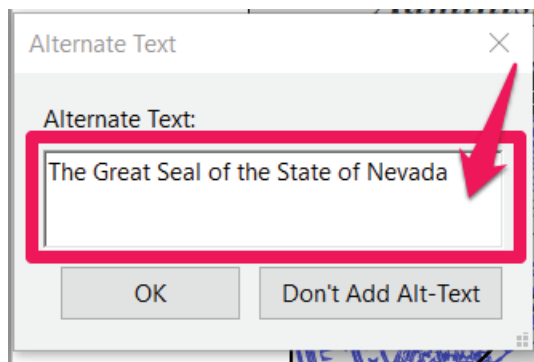 Alternate Text
Alternate Text:
The Great Seal of the State of Nevada
OK
Don't Add Alt-Text